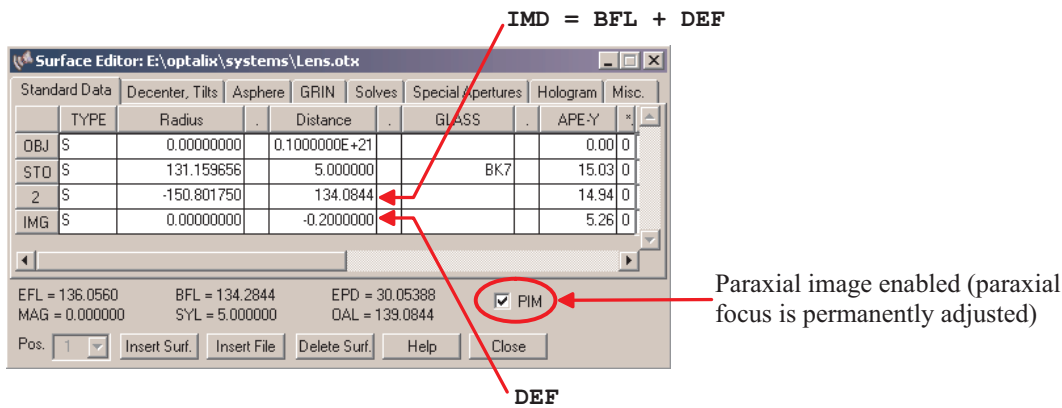 IMD = BFL + DEF
Surface Editor: E:\optalix\systems\Lens.otx
Standard Data Decenter, Tilts Asphere GRIN Solves Special Apertures Hologram Misc.
TYPE Radius . Distance . GLASS . APE-Y *
OBJ S 0.00000000 0.1000000E+21 0.00 0
STO S 131.159656 5.000000 BK7 15.03 0
2 S -150.801750 134.0844 14.94 0
IMG S 0.00000000 -0.2000000 5.26 0
EFL = 136.0560 BFL = 134.2844 EPD = 30.05388 PIM
MAG = 0.000000 SYL = 5.000000 OAL = 139.0844
Paraxial image enabled (paraxial
focus is permanently adjusted)
Pos. 1 Insert Surf. Insert File Delete Surf. Help Close
DEF